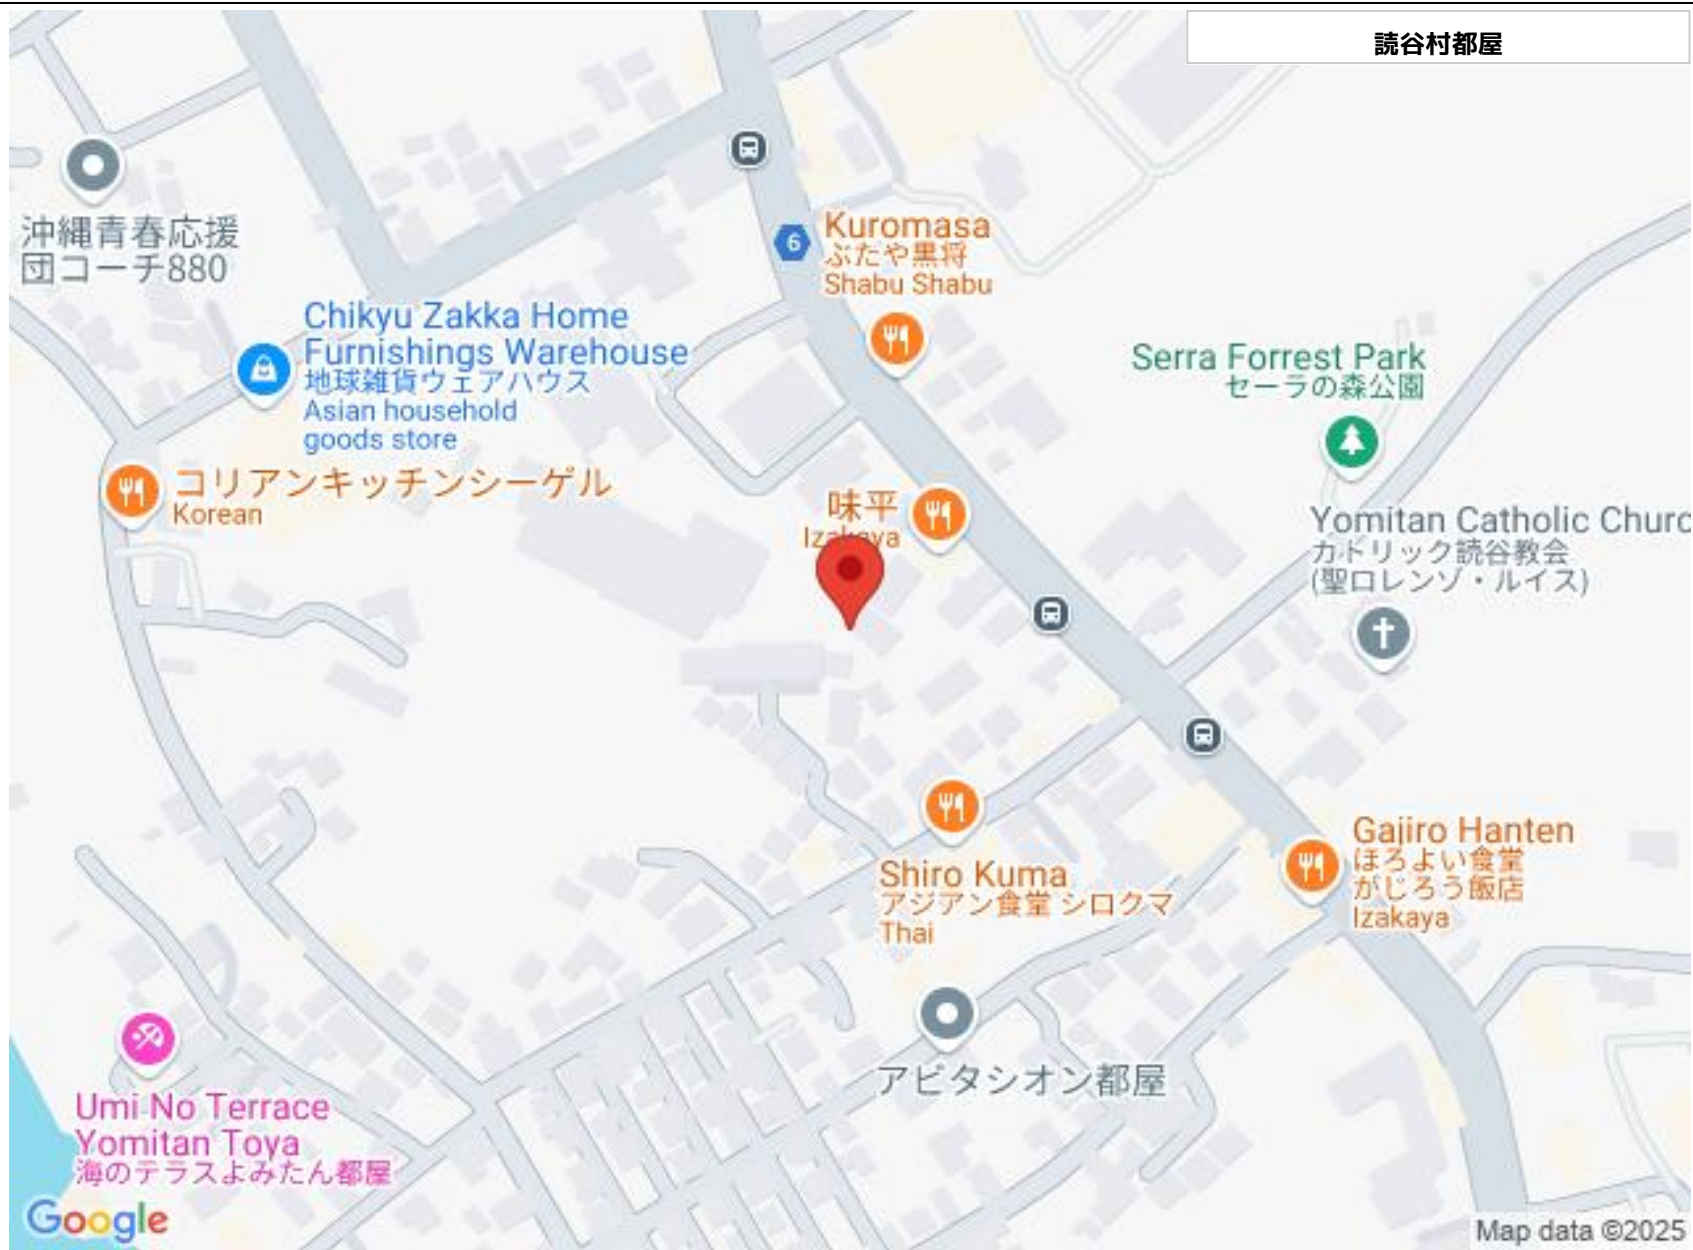 読谷村都屋
沖縄青春応援
団コーチ880
6
Kuromasa
ぶたや黒将
Shabu Shabu
Chikyu Zakka Home
Furnishings Warehouse
地球雑貨ウェアハウス
Asian household
goods store
Serra Forrest Park
セーラの森公園
コリアンキッチンシーゲル
Korean
味平
Izakaya
Yomitan Catholic Churc
カトリック読谷教会
(聖ロレンゾ・ルイス)
Gajiro Hanten
ほろよい食堂
がじろう飯店
Izakaya
Shiro Kuma
アジアン食堂 シロクマ
Thai
アビタシオン都屋
Umi No Terrace
Yomitan Toya
海のテラスよみたん都屋
Google
Map data ©2025